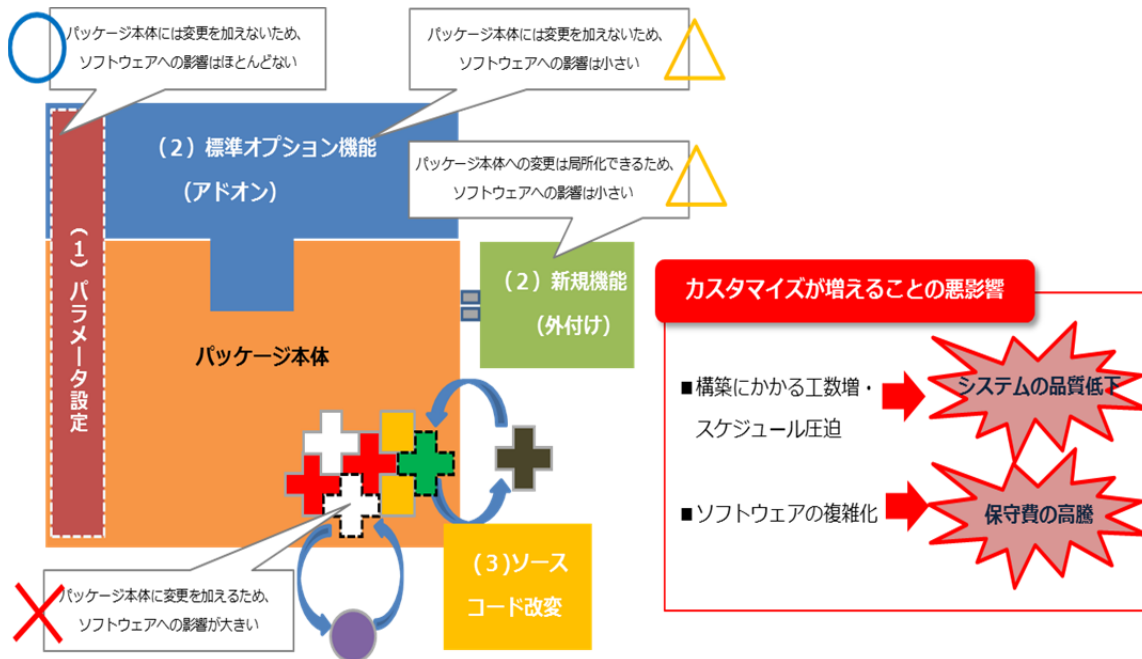 パッケージ本体には変更を加えないため、
ソフトウェアへの影響はほとんどない
パッケージ本体には変更を加えないため、
ソフトウェアへの影響は小さい
（２）標準オプション機能
（アドオン）
パッケージ本体への変更は局所化できるため、
ソフトウェアへの影響は小さい
（１）パラメータ設定
（２）新規機能
（外付け）
パッケージ本体
カスタマイズが増えることの悪影響
■構築にかかる工数増・
スケジュール圧迫
システムの品質低下
■ソフトウェアの複雑化
保守費の高騰
（３)ソース
コード改変
パッケージ本体に変更を加えるため、
ソフトウェアへの影響が大きい